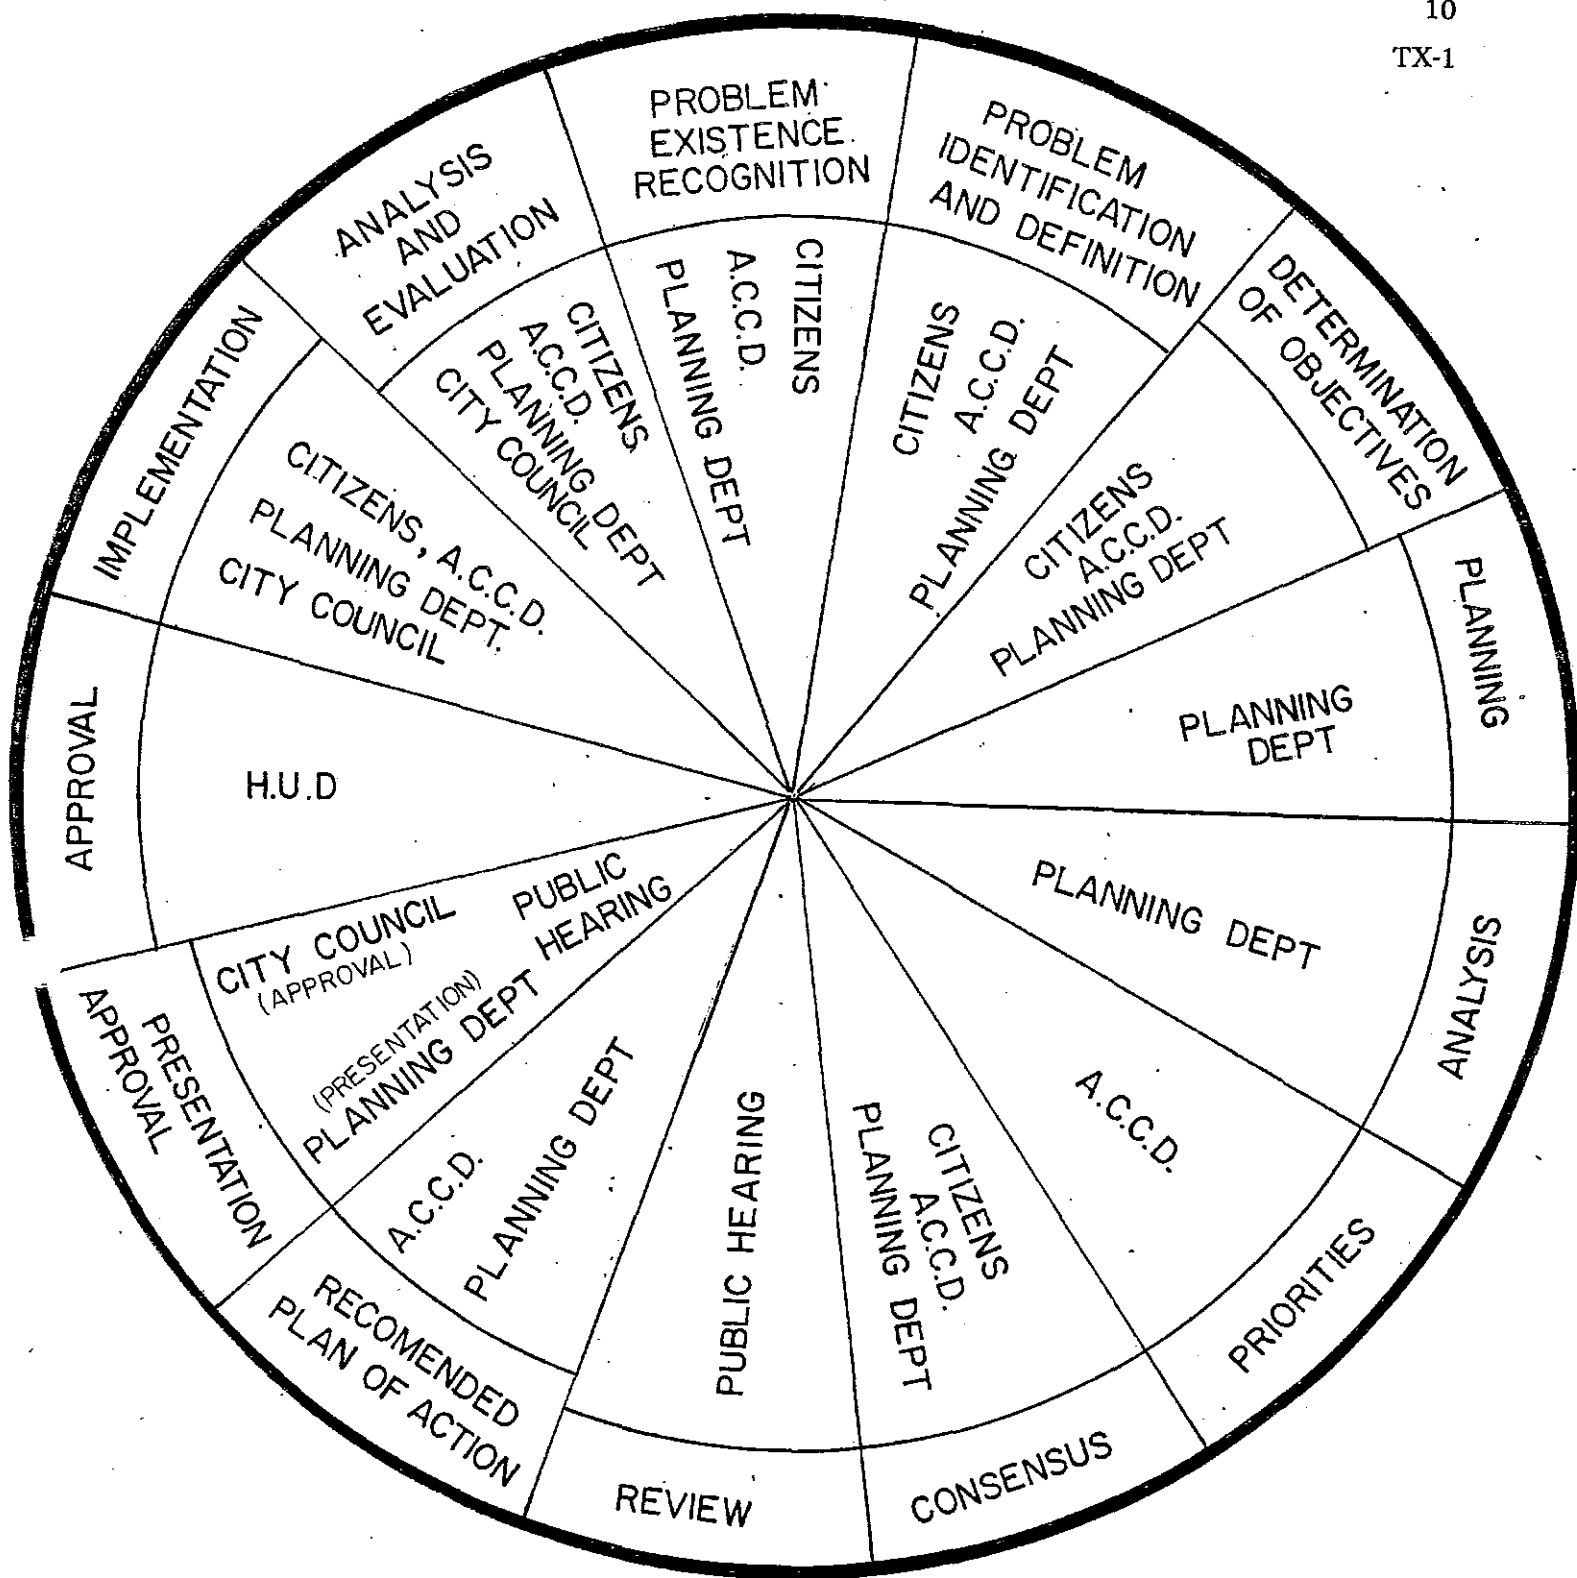 10
TX-1
PROBLEM
EXISTENCE
RECOGNITION
CITIZENS
A.C.C.D.
PLANNING DEPT
PROBLEM
IDENTIFICATION
AND DEFINITION
CITIZENS
A.C.C.D.
PLANNING DEPT
DETERMINATION
OF OBJECTIVES
CITIZENS
A.C.C.D.
PLANNING DEPT
PLANNING
PLANNING
DEPT
ANALYSIS
PLANNING DEPT
PRIORITIES
A.C.C.D.
CONSENSUS
CITIZENS
A.C.C.D.
PLANNING DEPT
REVIEW
PUBLIC HEARING
RECOMENDED
PLAN OF ACTION
A.C.C.D.
PLANNING DEPT
PRESENTATION
APPROVAL
CITY COUNCIL
(APPROVAL)
PUBLIC
HEARING
(PRESENTATION)
PLANNING DEPT
APPROVAL
H.U.D
IMPLEMENTATION
CITIZENS, A.C.C.D.
PLANNING DEPT.
CITY COUNCIL
ANALYSIS
AND
EVALUATION
CITIZENS
A.C.C.D.
PLANNING DEPT
CITY COUNCIL